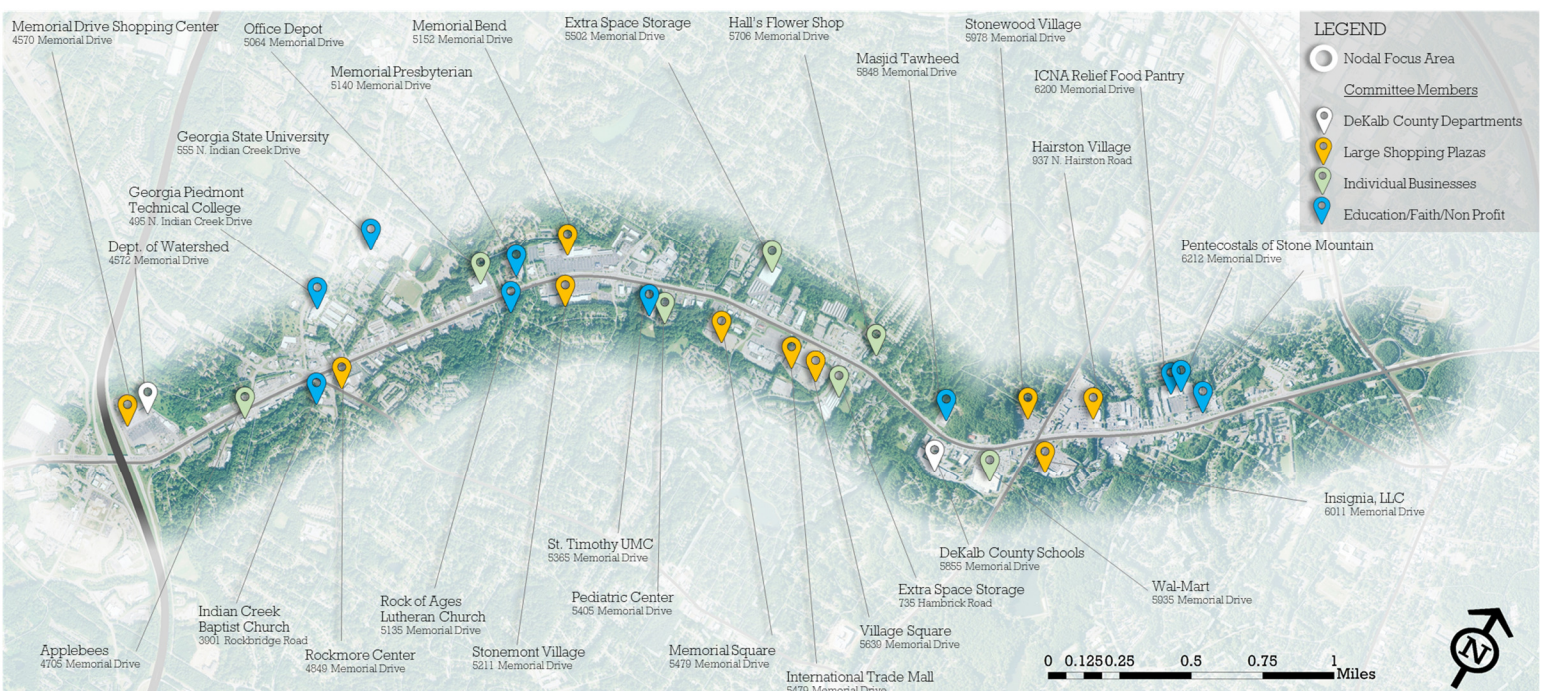 Memorial Drive Shopping Center
4570 Memorial Drive
Office Depot
5064 Memorial Drive
Memorial Bend
5152 Memorial Drive
Extra Space Storage
5502 Memorial Drive
Hall's Flower Shop
5706 Memorial Drive
Stonewood Village
5978 Memorial Drive
Memorial Presbyterian
5140 Memorial Drive
Masjid Tawheed
5848 Memorial Drive
ICNA Relief Food Pantry
6200 Memorial Drive
Georgia State University
555 N. Indian Creek Drive
Hairston Village
937 N. Hairston Road
Georgia Piedmont
Technical College
495 N. Indian Creek Drive
Dept. of Watershed
4572 Memorial Drive
LEGEND
Nodal Focus Area
Committee Members
DeKalb County Departments
Large Shopping Plazas
Individual Businesses
Education/Faith/Non Profit
Pentecostals of Stone Mountain
6212 Memorial Drive
Insignia, LLC
6011 Memorial Drive
St. Timothy UMC
5365 Memorial Drive
DeKalb County Schools
5855 Memorial Drive
Extra Space Storage
735 Hambrick Road
Wal-Mart
5935 Memorial Drive
Pediatric Center
5405 Memorial Drive
Rock of Ages
Lutheran Church
5135 Memorial Drive
Indian Creek
Baptist Church
3901 Rockbridge Road
Village Square
5639 Memorial Drive
Applebees
4705 Memorial Drive
Rockmore Center
4849 Memorial Drive
Stonemont Village
5211 Memorial Drive
Memorial Square
5479 Memorial Drive
International Trade Mall
5479 Memorial Drive
0 0.125 0.25 0.5 0.75 1
Miles
N